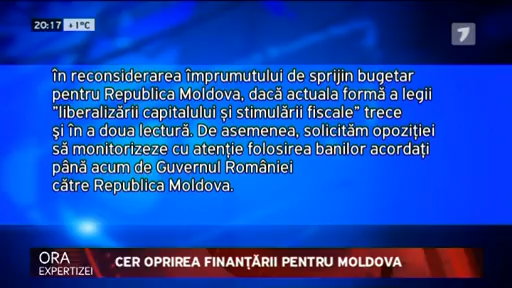 20:17 +1°C
7
în reconsiderarea împrumutului de sprijin bugetar
pentru Republica Moldova, dacă actuala formă a legii
"liberalizării capitalului și stimulării fiscale" trece
și în a doua lectură. De asemenea, solicităm opoziției
să monitorizeze cu atenție folosirea banilor acordați
până acum de Guvernul României
către Republica Moldova.
ORA
EXPERTIZEI
CER OPRIREA FINANȚĂRII PENTRU MOLDOVA